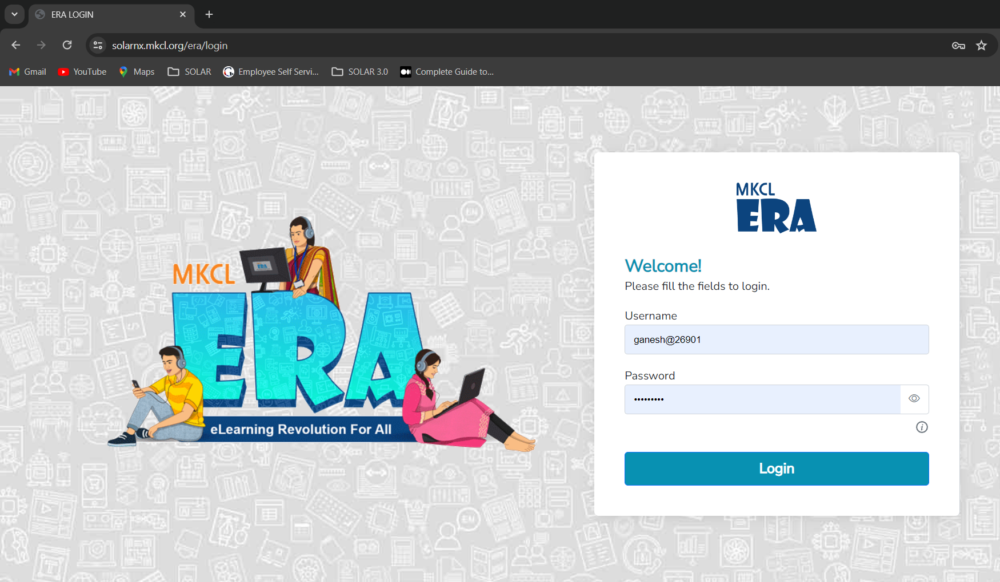 ERA LOGIN
solarnx.mkcl.org/era/login
Gmail
YouTube
Maps
SOLAR
Employee Self Servi...
SOLAR 3.0
Complete Guide to...
MKCL
ERA
eLearning Revolution For All
MKCL
ERA
Welcome!
Please fill the fields to login.
Username
ganesh@26901
Password
•••••••••
Login